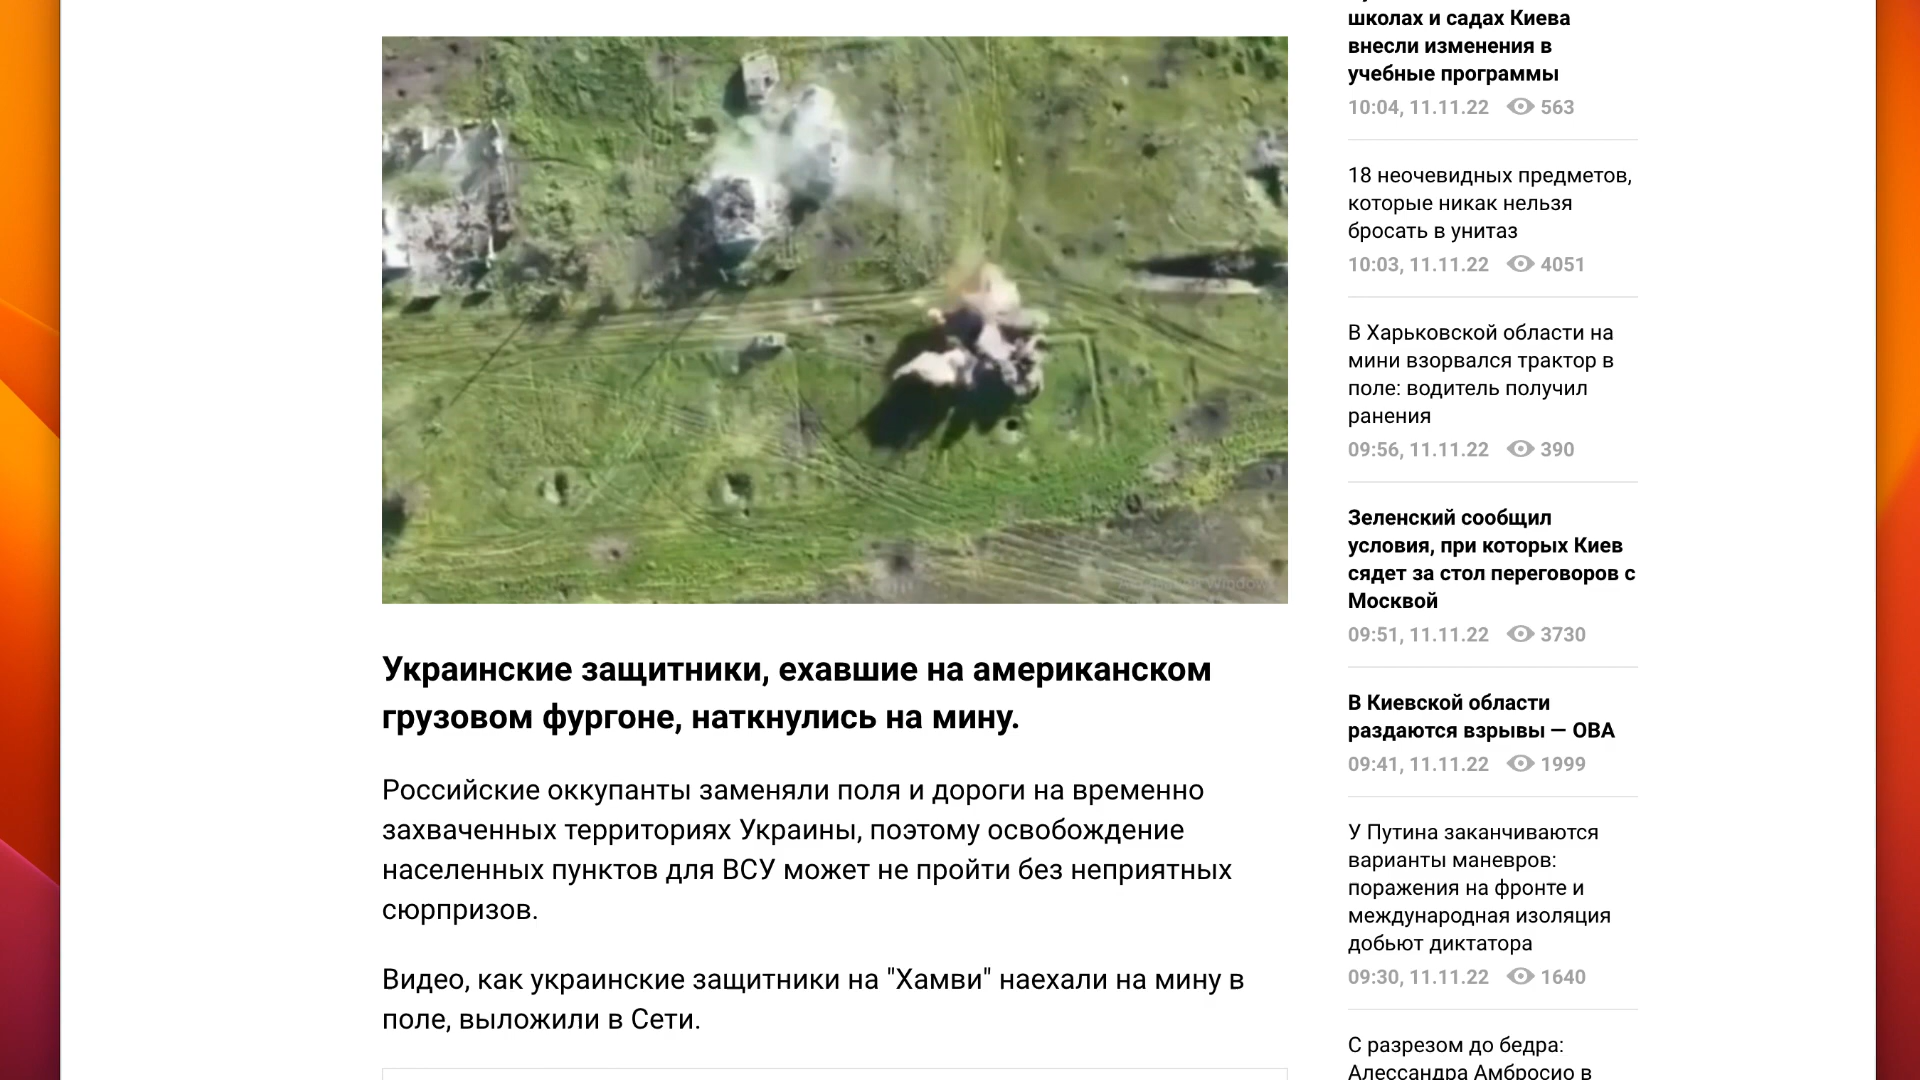 Украинские защитники, ехавшие на американском
грузовом фургоне, наткнулись на мину.
Российские оккупанты заменяли поля и дороги на временно
захваченных территориях Украины, поэтому освобождение
населенных пунктов для ВСУ может не пройти без неприятных
сюрпризов.
Видео, как украинские защитники на "Хамви" наехали на мину в
поле, выложили в Сети.
школах и садах Киева
внесли изменения в
учебные программы
10:04, 11.11.22 563
18 неочевидных предметов,
которые никак нельзя
бросать в унитаз
10:03, 11.11.22 4051
В Харьковской области на
мини взорвался трактор в
поле: водитель получил
ранения
09:56, 11.11.22 390
Зеленский сообщил
условия, при которых Киев
сядет за стол переговоров с
Москвой
09:51, 11.11.22 3730
В Киевской области
раздаются взрывы — ОВА
09:41, 11.11.22 1999
У Путина заканчиваются
варианты маневров:
поражения на фронте и
международная изоляция
добьют диктатора
09:30, 11.11.22 1640
С разрезом до бедра:
Алессандра Амбросио в